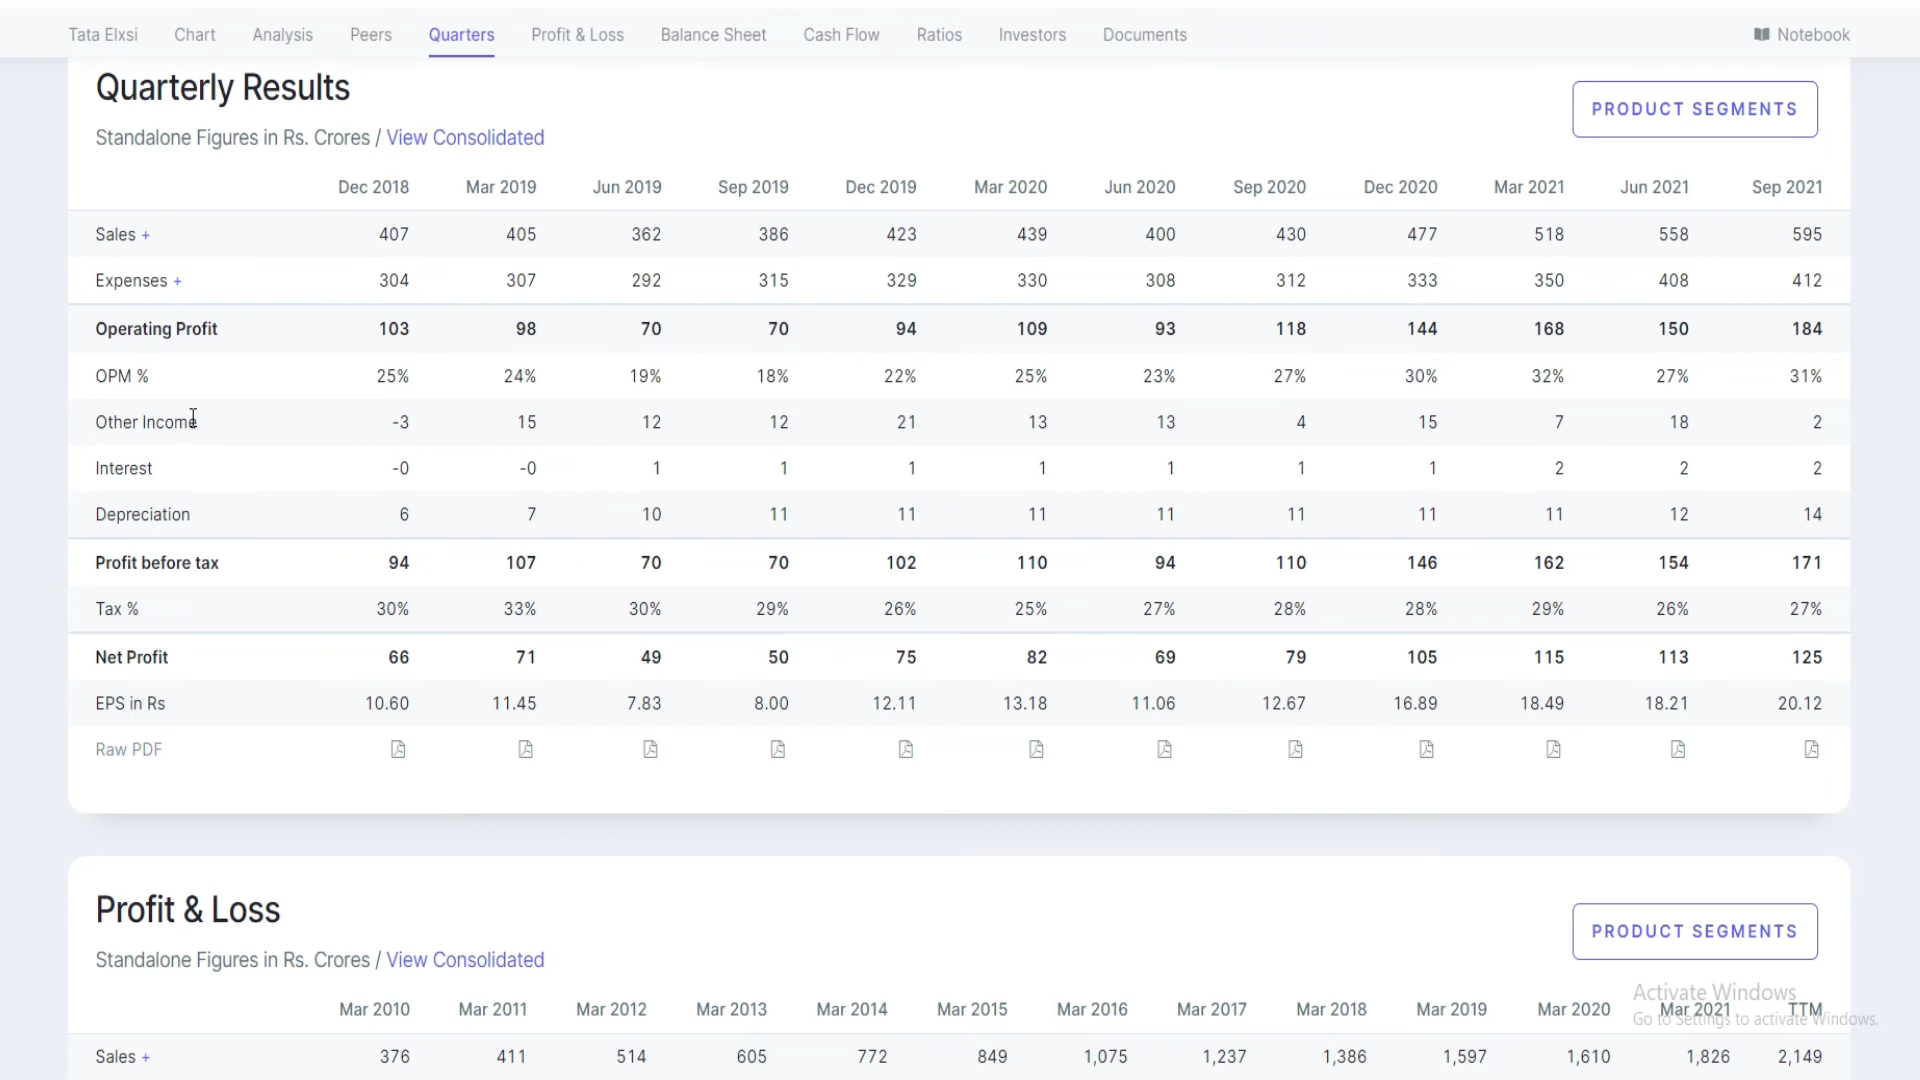 Tata Elxsi Chart Analysis Peers Quarters Profit & Loss Balance Sheet Cash Flow Ratios Investors Documents Notebook
Quarterly Results
PRODUCT SEGMENTS
Standalone Figures in Rs. Crores / View Consolidated
Dec 2018 Mar 2019 Jun 2019 Sep 2019 Dec 2019 Mar 2020 Jun 2020 Sep 2020 Dec 2020 Mar 2021 Jun 2021 Sep 2021
Sales + 407 405 362 386 423 439 400 430 477 518 558 595
Expenses + 304 307 292 315 329 330 308 312 333 350 408 412
Operating Profit 103 98 70 70 94 109 93 118 144 168 150 184
OPM % 25% 24% 19% 18% 22% 25% 23% 27% 30% 32% 27% 31%
Other Income -3 15 12 12 21 13 13 4 15 7 18 2
Interest -0 -0 1 1 1 1 1 1 1 2 2 2
Depreciation 6 7 10 11 11 11 11 11 11 11 12 14
Profit before tax 94 107 70 70 102 110 94 110 146 162 154 171
Tax % 30% 33% 30% 29% 26% 25% 27% 28% 28% 29% 26% 27%
Net Profit 66 71 49 50 75 82 69 79 105 115 113 125
EPS in Rs 10.60 11.45 7.83 8.00 12.11 13.18 11.06 12.67 16.89 18.49 18.21 20.12
Raw PDF
Profit & Loss
PRODUCT SEGMENTS
Standalone Figures in Rs. Crores / View Consolidated
Activate Windows
Mar 2010 Mar 2011 Mar 2012 Mar 2013 Mar 2014 Mar 2015 Mar 2016 Mar 2017 Mar 2018 Mar 2019 Mar 2020 Mar 2021 TTM
Go to Settings to activate Windows.
Sales + 376 411 514 605 772 849 1,075 1,237 1,386 1,597 1,610 1,826 2,149